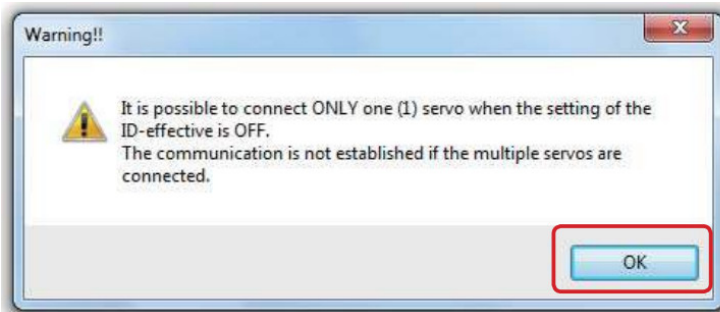 Warning!!
It is possible to connect ONLY one (1) servo when the setting of the
ID-effective is OFF.
The communication is not established if the multiple servos are
connected.
OK